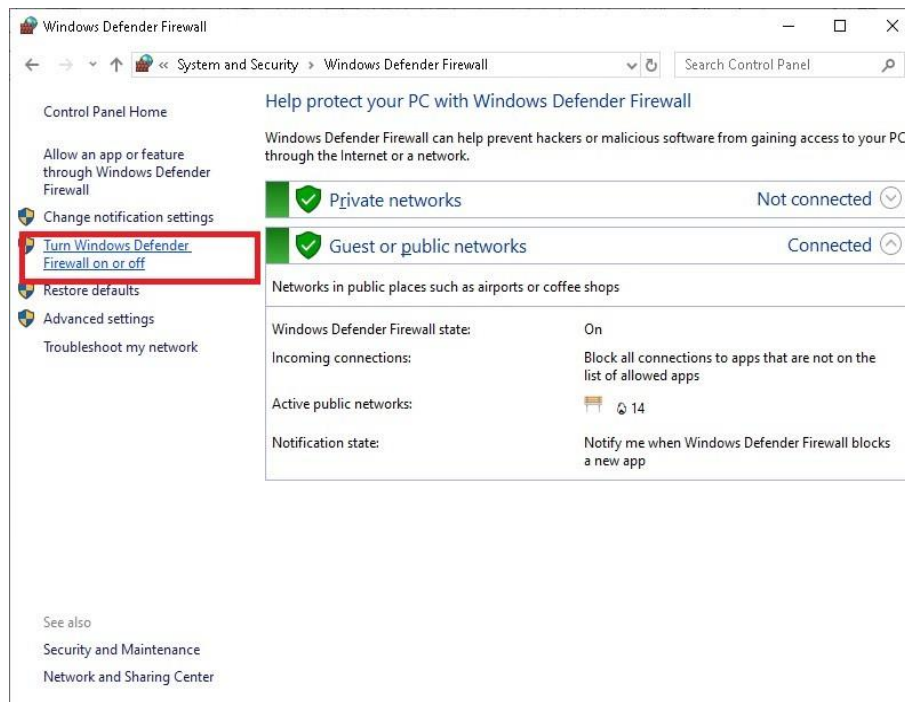 Windows Defender Firewall
« System and Security › Windows Defender Firewall
Search Control Panel
Control Panel Home
Allow an app or feature
through Windows Defender
Firewall
Change notification settings
Turn Windows Defender
Firewall on or off
Restore defaults
Advanced settings
Troubleshoot my network
See also
Security and Maintenance
Network and Sharing Center
Help protect your PC with Windows Defender Firewall
Windows Defender Firewall can help prevent hackers or malicious software from gaining access to your PC
through the Internet or a network.
Private networks Not connected
Guest or public networks Connected
Networks in public places such as airports or coffee shops
Windows Defender Firewall state: On
Incoming connections: Block all connections to apps that are not on the
list of allowed apps
Active public networks: 14
Notification state: Notify me when Windows Defender Firewall blocks
a new app